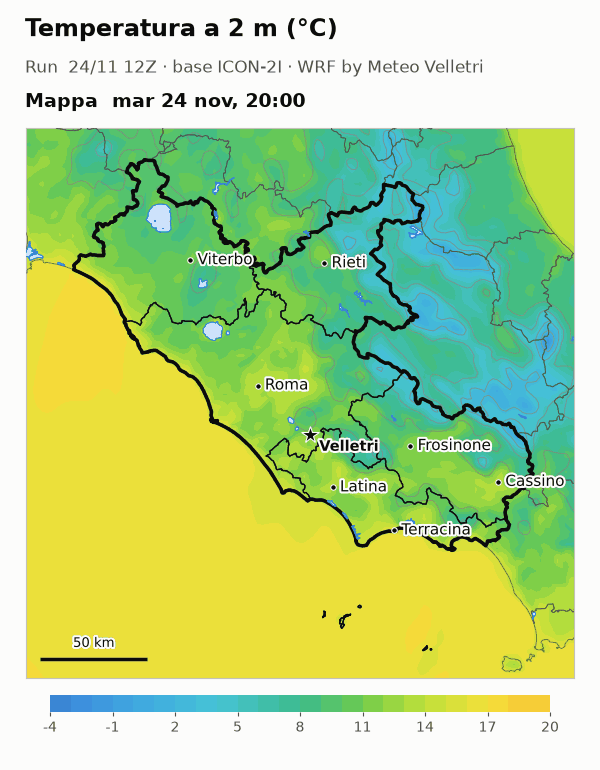 Temperatura a 2 m (°C)
Run  24/11 12Z · base ICON-2I · WRF by Meteo Velletri
Mappa  mar 24 nov, 20:00
Viterbo
Rieti
Roma
Velletri
Frosinone
Latina
Cassino
Terracina
50 km
-4 -1 2 5 8 11 14 17 20